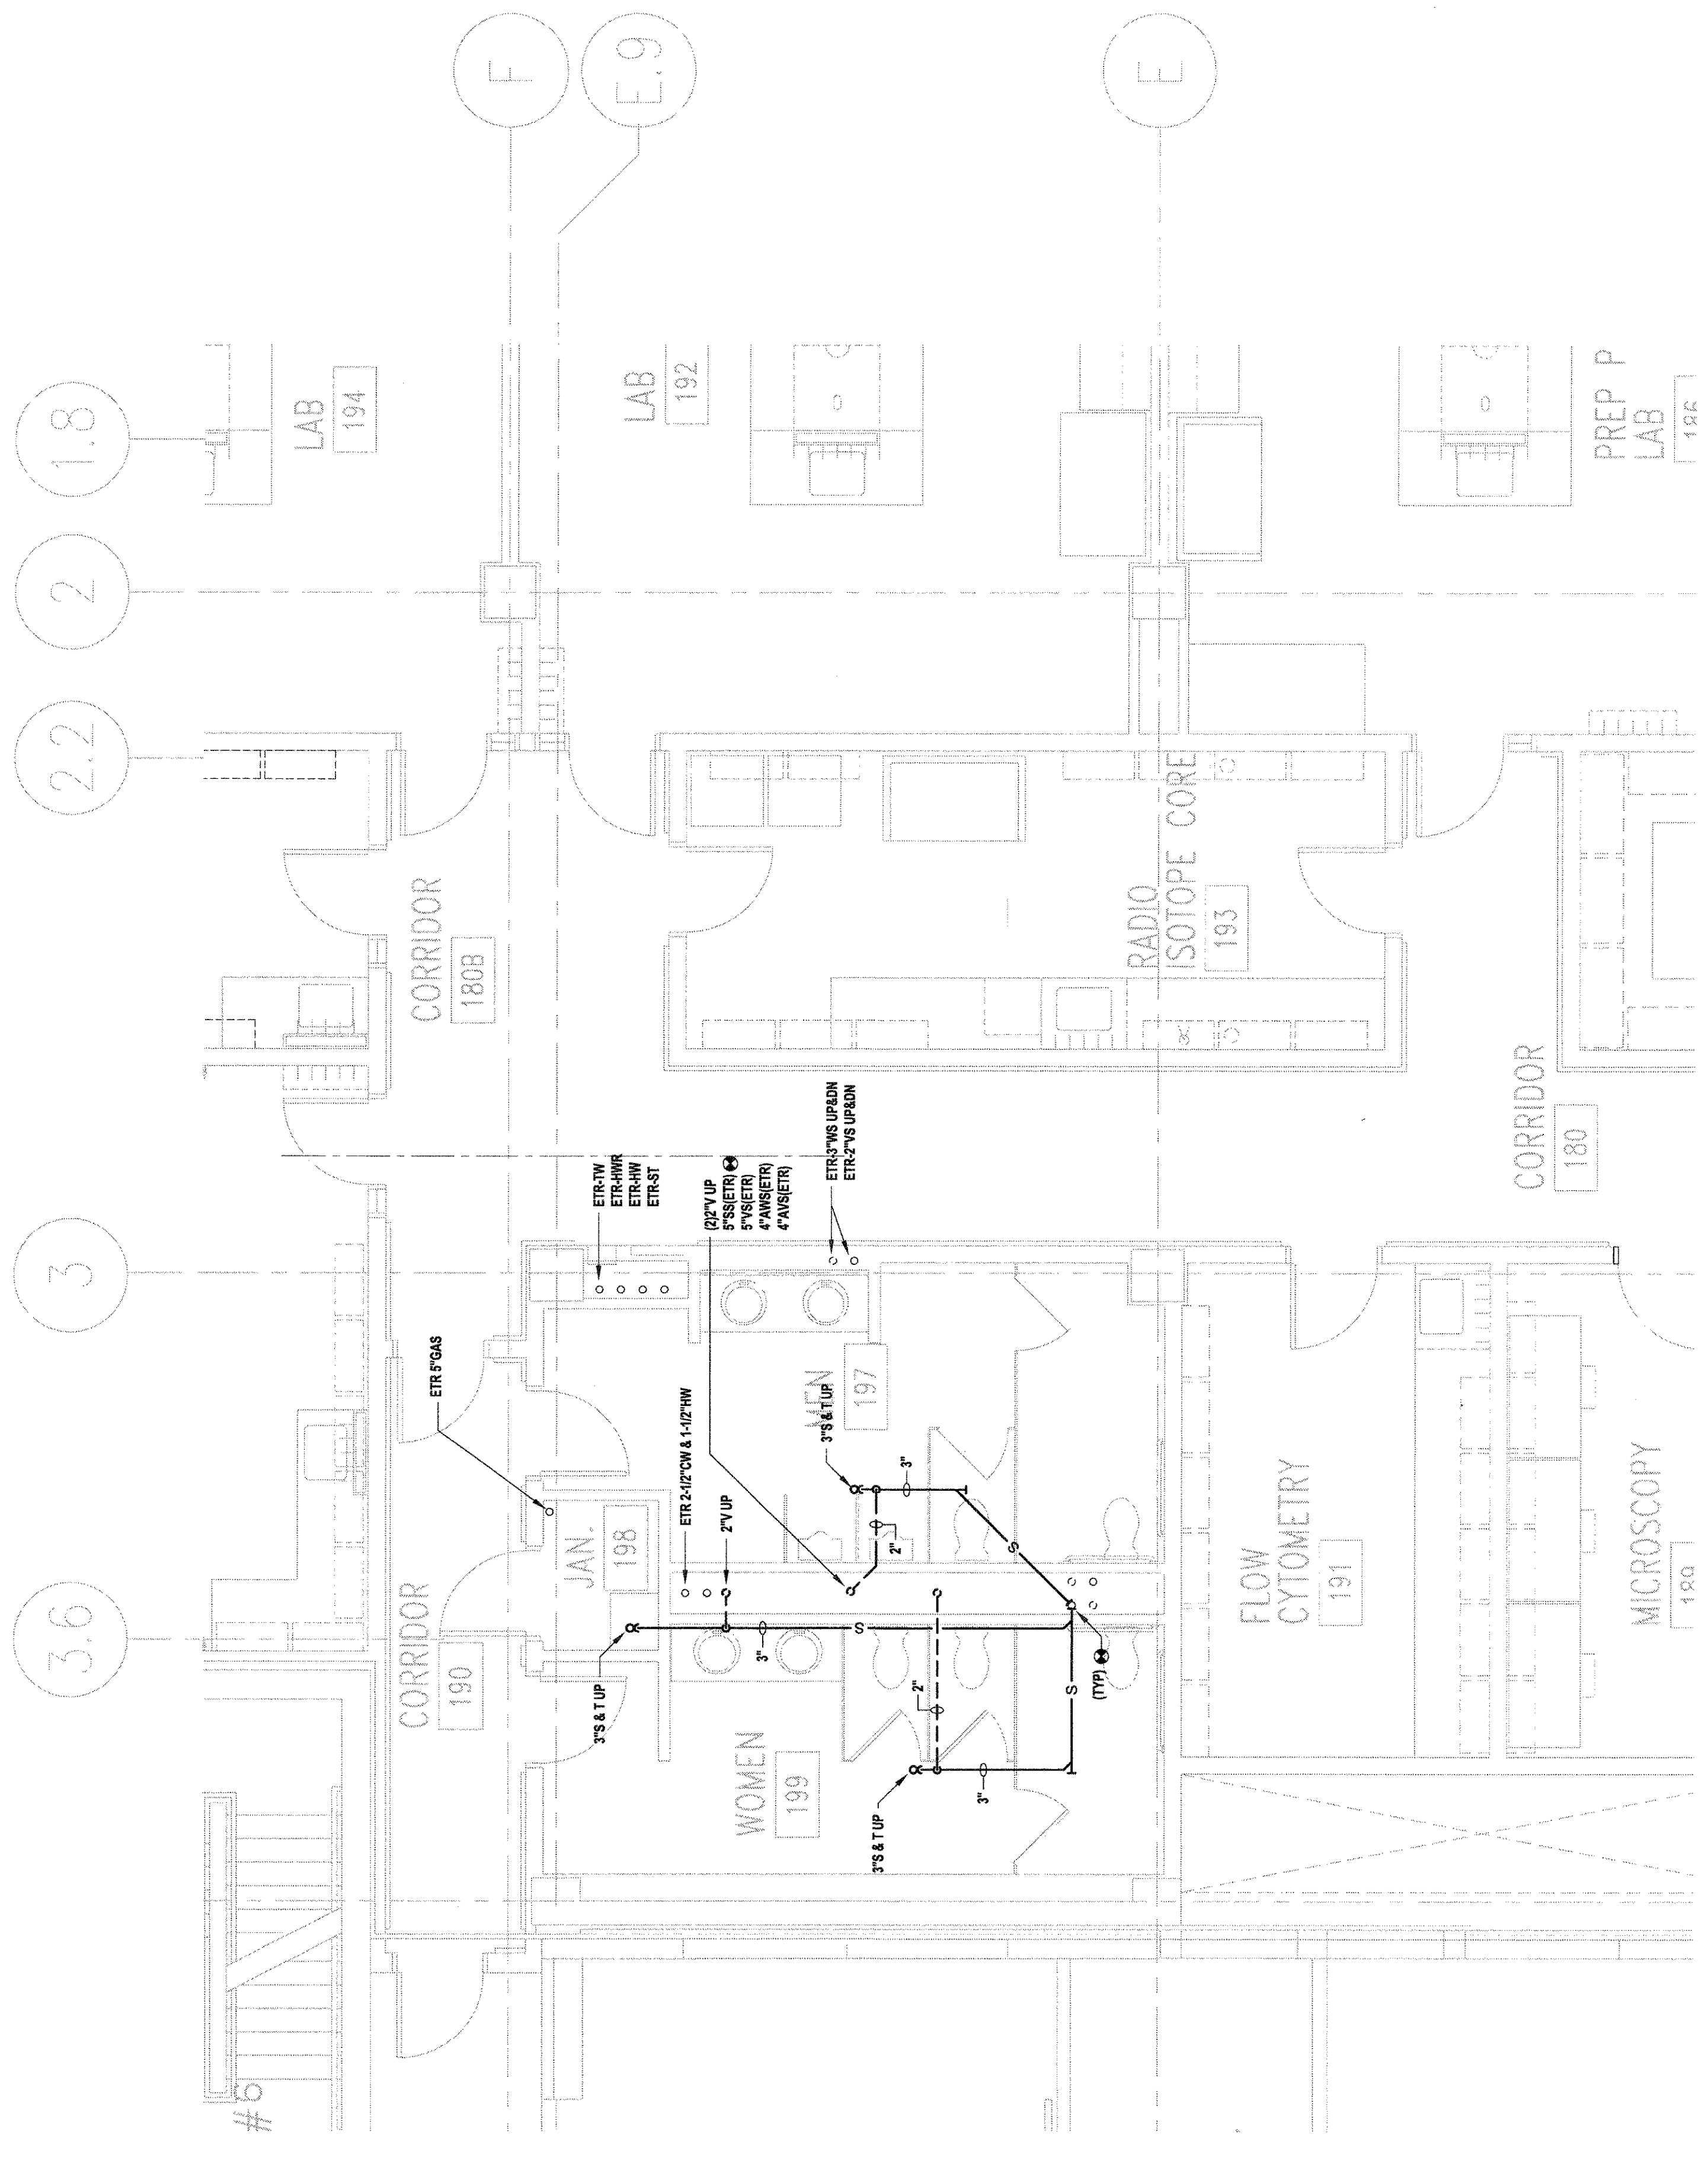 F
E.9
E
1.8
2
2.2
3
3.6
LAB
194
LAB
192
PREP P
LAB
186
CORRIDOR
180B
RADIO
ISOTOPE CORE
193
CORRIDOR
180
ETR-TW
ETR-HWR
ETR-HW
ETR-ST
(2)2"V UP
5"SS(ETR)
5"VS(ETR)
4"AWS(ETR)
4"AVS(ETR)
ETR-3"WS UP&DN
ETR-2"VS UP&DN
ETR 5"GAS
ETR 2-1/2"CW & 1-1/2"HW
2"V UP
MEN
197
3"S & T UP
3"
2"
S
JAN.
198
CORRIDOR
190
3"S & T UP
3"
S
WOMEN
199
2"
3"S & T UP
3"
S
(TYP)
FLOW
CYTOMETRY
191
MICROSCOPY
189
#6